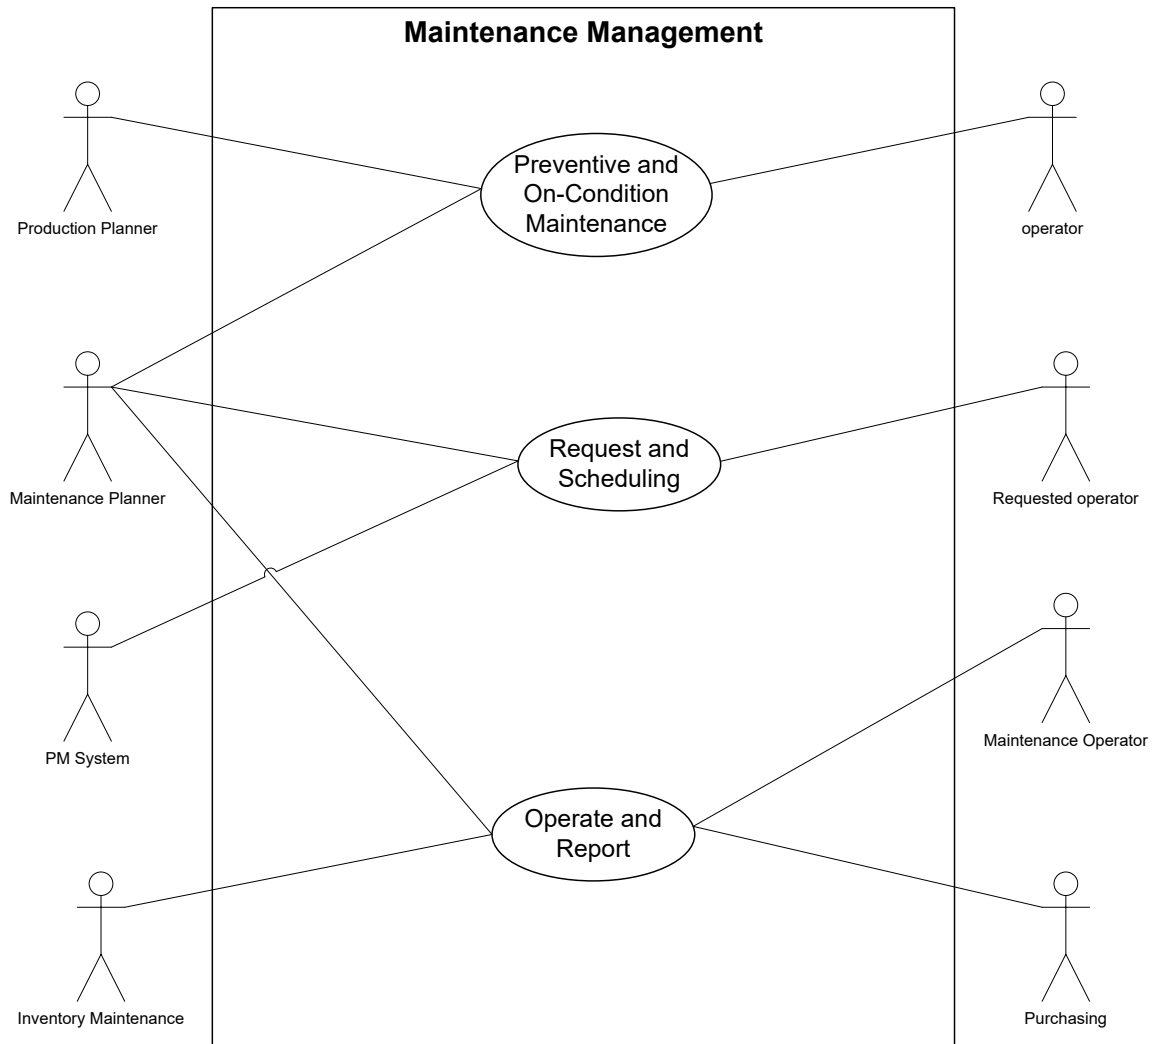 Maintenance Management
Preventive and
On-Condition
Maintenance
Production Planner
operator
Request and
Scheduling
Maintenance Planner
Requested operator
PM System
Maintenance Operator
Operate and
Report
Inventory Maintenance
Purchasing